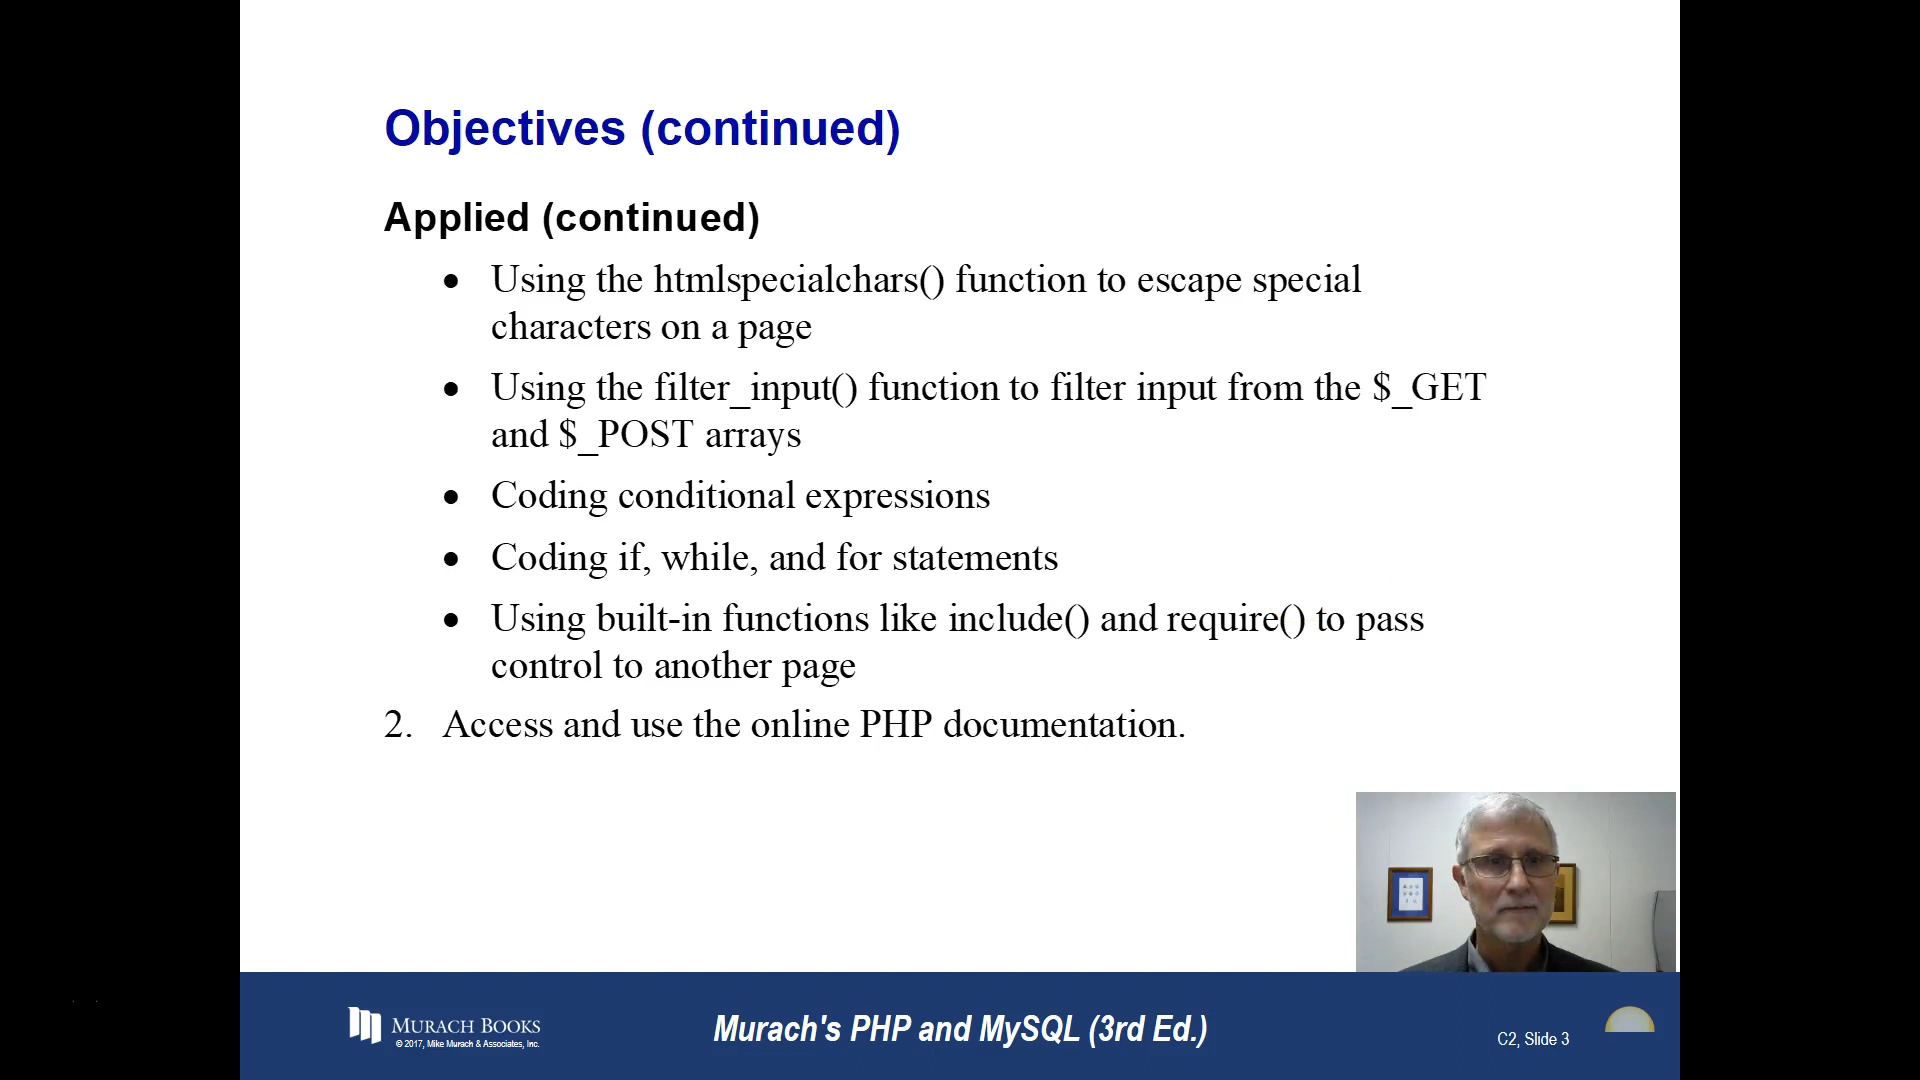 Objectives (continued)
Applied (continued)
• Using the htmlspecialchars() function to escape special
characters on a page
• Using the filter_input() function to filter input from the $_GET
and $_POST arrays
• Coding conditional expressions
• Coding if, while, and for statements
• Using built-in functions like include() and require() to pass
control to another page
2. Access and use the online PHP documentation.
MURACH BOOKS
© 2017, Mike Murach & Associates, Inc.
Murach's PHP and MySQL (3rd Ed.)
C2, Slide 3